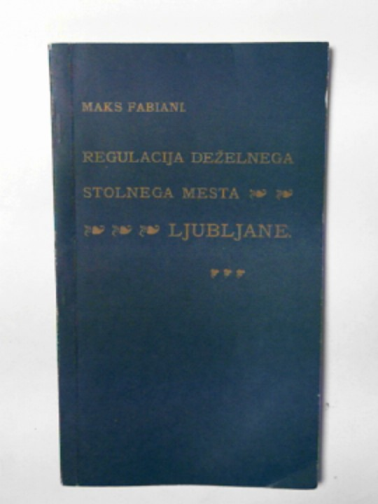 MAKS FABIANI.
REGULACIJA DEŽELNEGA
STOLNEGA MESTA
LJUBLJANE.